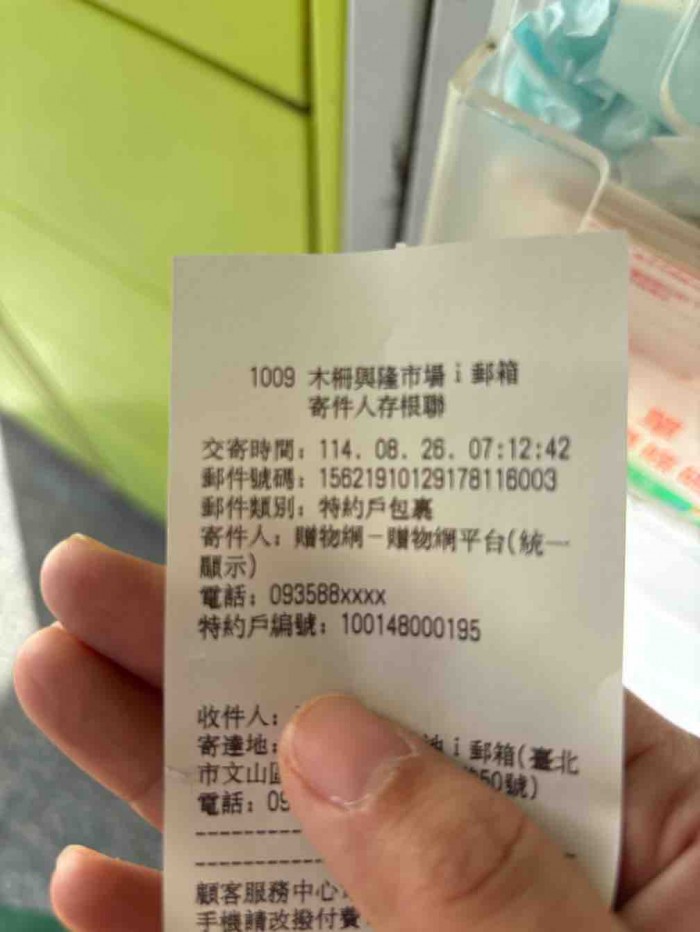 1009 木柵興隆市場 i 郵箱
寄件人存根聯
交寄時間：114. 08. 26. 07:12:42
郵件號碼：15621910129178116003
郵件類別：特約戶包裹
寄件人：贈物網－贈物網平台(統一
顯示)
電話：093588xxxx
特約戶編號：100148000195
收件人：
寄達地： i 郵箱(臺北
市文山區 50號)
電話：09
顧客服務中心
手機請改撥付費